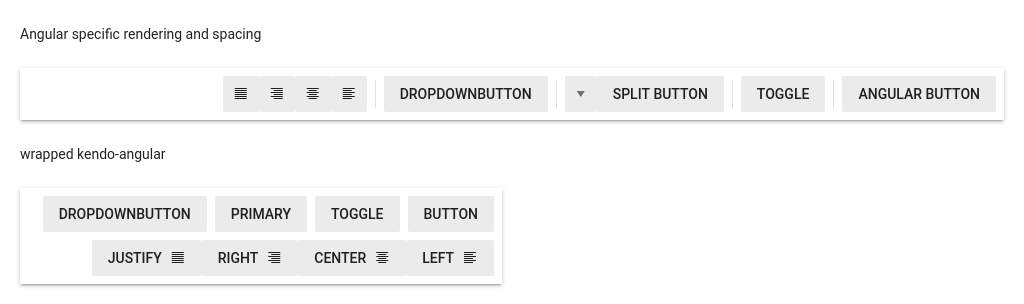 Angular specific rendering and spacing
DROPDOWNBUTTON SPLIT BUTTON TOGGLE ANGULAR BUTTON
wrapped kendo-angular
DROPDOWNBUTTON PRIMARY TOGGLE BUTTON
JUSTIFY RIGHT CENTER LEFT